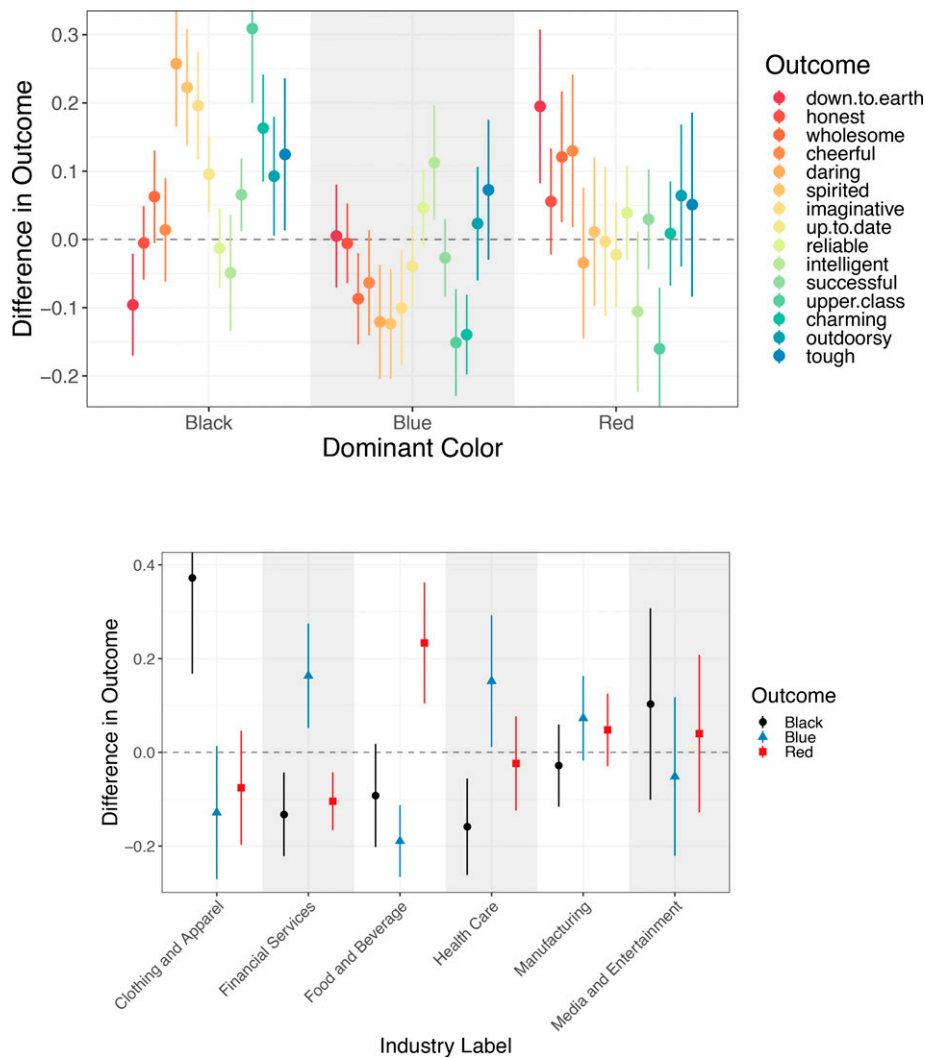 0.3
0.2
0.1
0.0
−0.1
−0.2
Difference in Outcome
Black Blue Red
Dominant Color
Outcome
down.to.earth
honest
wholesome
cheerful
daring
spirited
imaginative
up.to.date
reliable
intelligent
successful
upper.class
charming
outdoorsy
tough
0.4
0.2
0.0
−0.2
Difference in Outcome
Clothing and Apparel
Financial Services
Food and Beverage
Health Care
Manufacturing
Media and Entertainment
Industry Label
Outcome
Black
Blue
Red